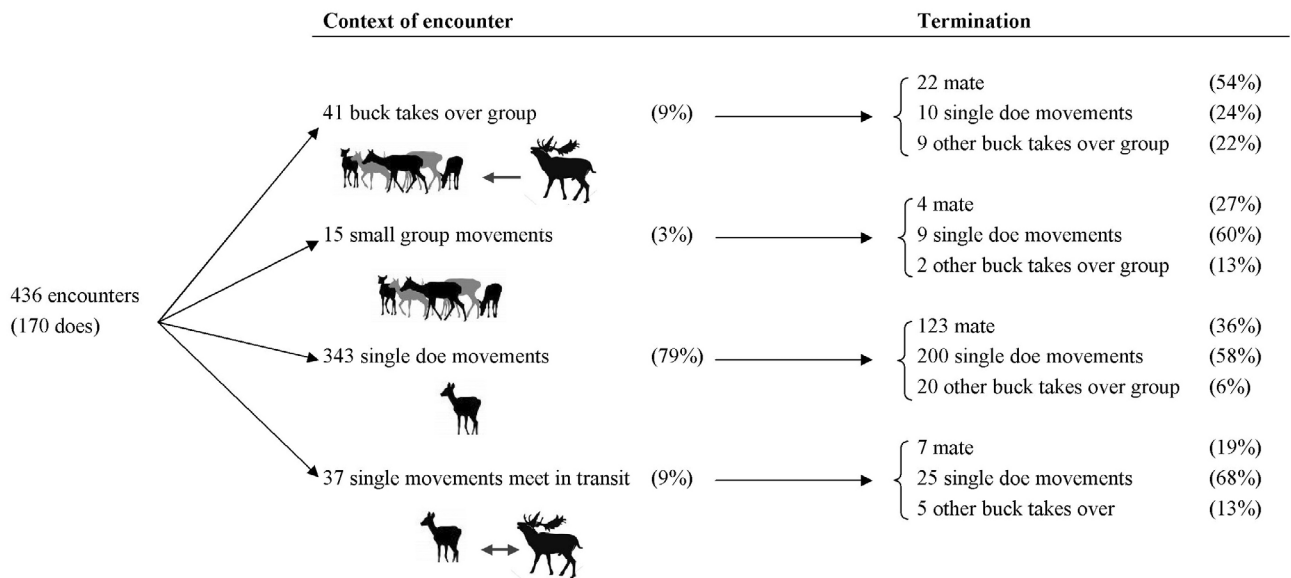 Context of encounter Termination
22 mate (54%)
41 buck takes over group (9%) 10 single doe movements (24%)
9 other buck takes over group (22%)
4 mate (27%)
15 small group movements (3%) 9 single doe movements (60%)
2 other buck takes over group (13%)
436 encounters
(170 does)
123 mate (36%)
343 single doe movements (79%) 200 single doe movements (58%)
20 other buck takes over group (6%)
7 mate (19%)
37 single movements meet in transit (9%) 25 single doe movements (68%)
5 other buck takes over (13%)